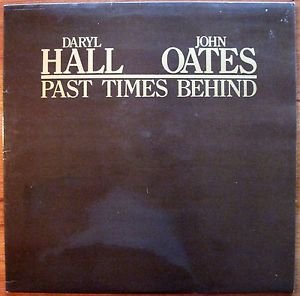 DARYL JOHN
HALL OATES
PAST TIMES BEHIND